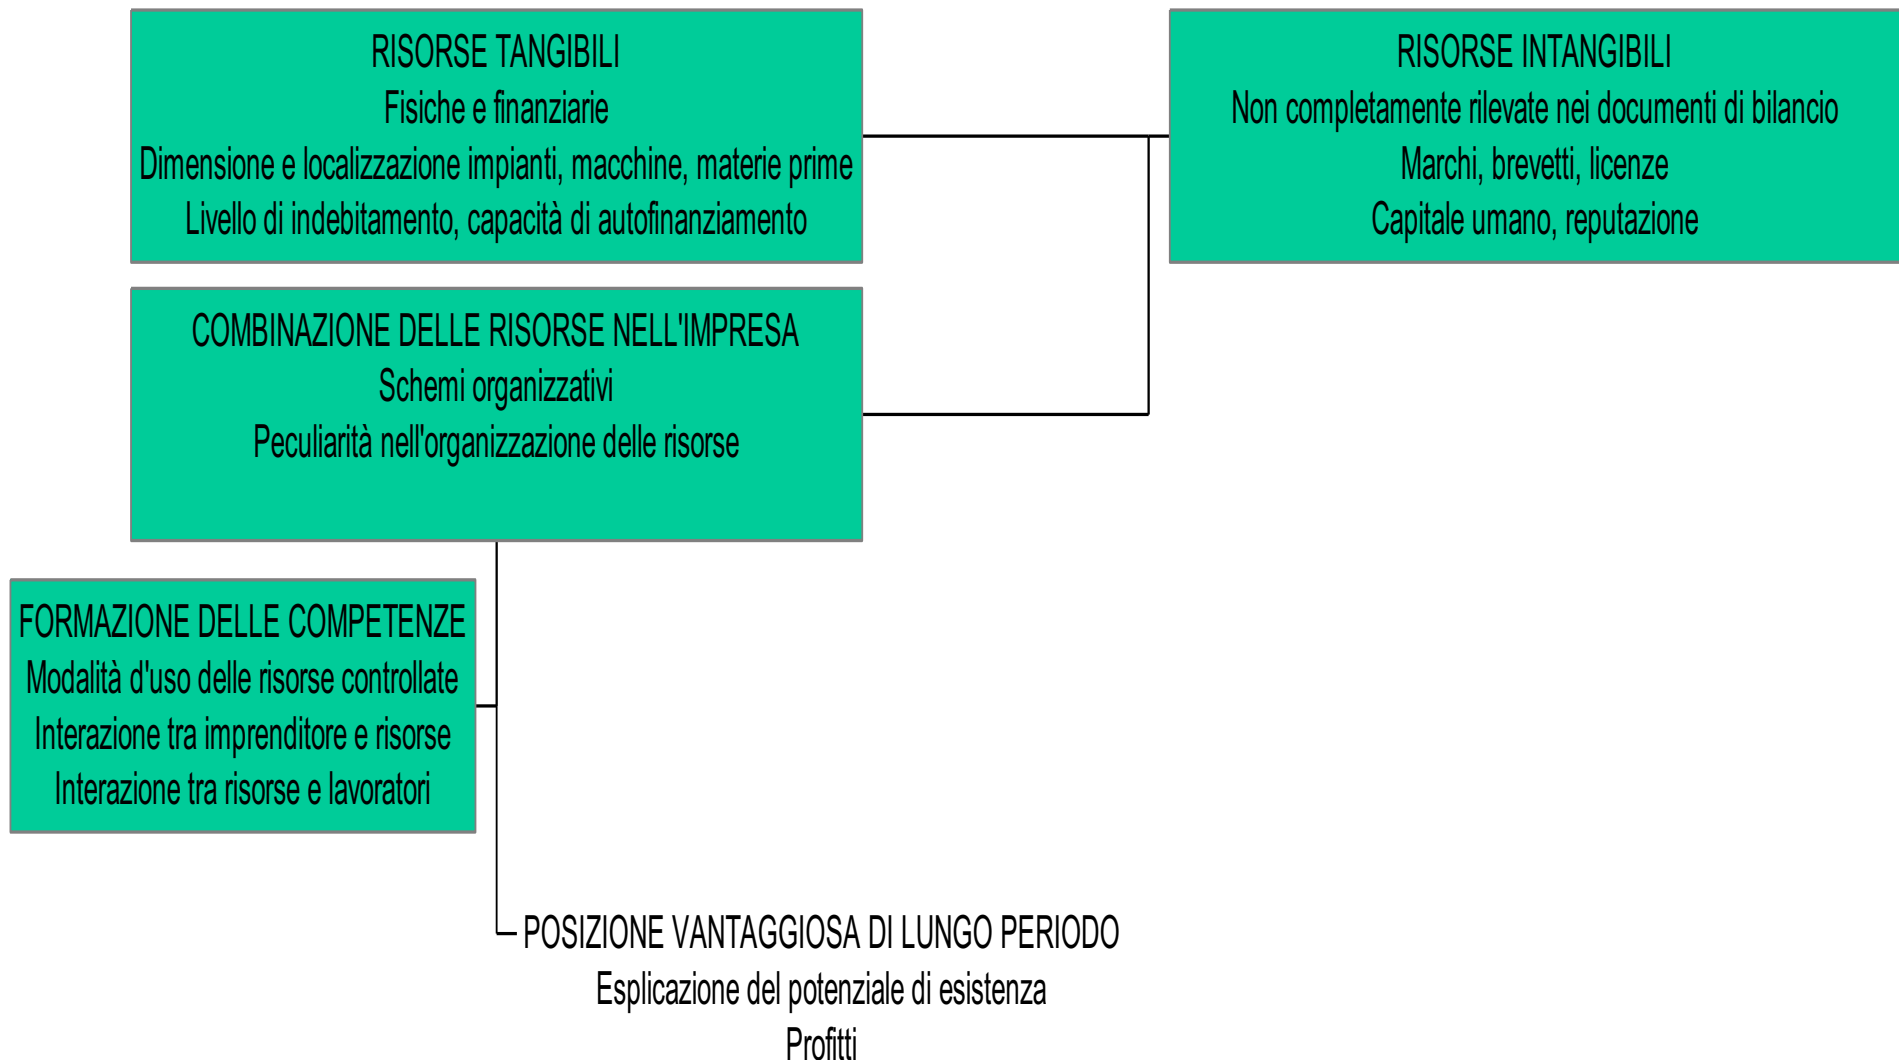 RISORSE TANGIBILI
Fisiche e finanziarie
Dimensione e localizzazione impianti, macchine, materie prime
Livello di indebitamento, capacità di autofinanziamento
RISORSE INTANGIBILI
Non completamente rilevate nei documenti di bilancio
Marchi, brevetti, licenze
Capitale umano, reputazione
COMBINAZIONE DELLE RISORSE NELL'IMPRESA
Schemi organizzativi
Peculiarità nell'organizzazione delle risorse
FORMAZIONE DELLE COMPETENZE
Modalità d'uso delle risorse controllate
Interazione tra imprenditore e risorse
Interazione tra risorse e lavoratori
POSIZIONE VANTAGGIOSA DI LUNGO PERIODO
Esplicazione del potenziale di esistenza
Profitti